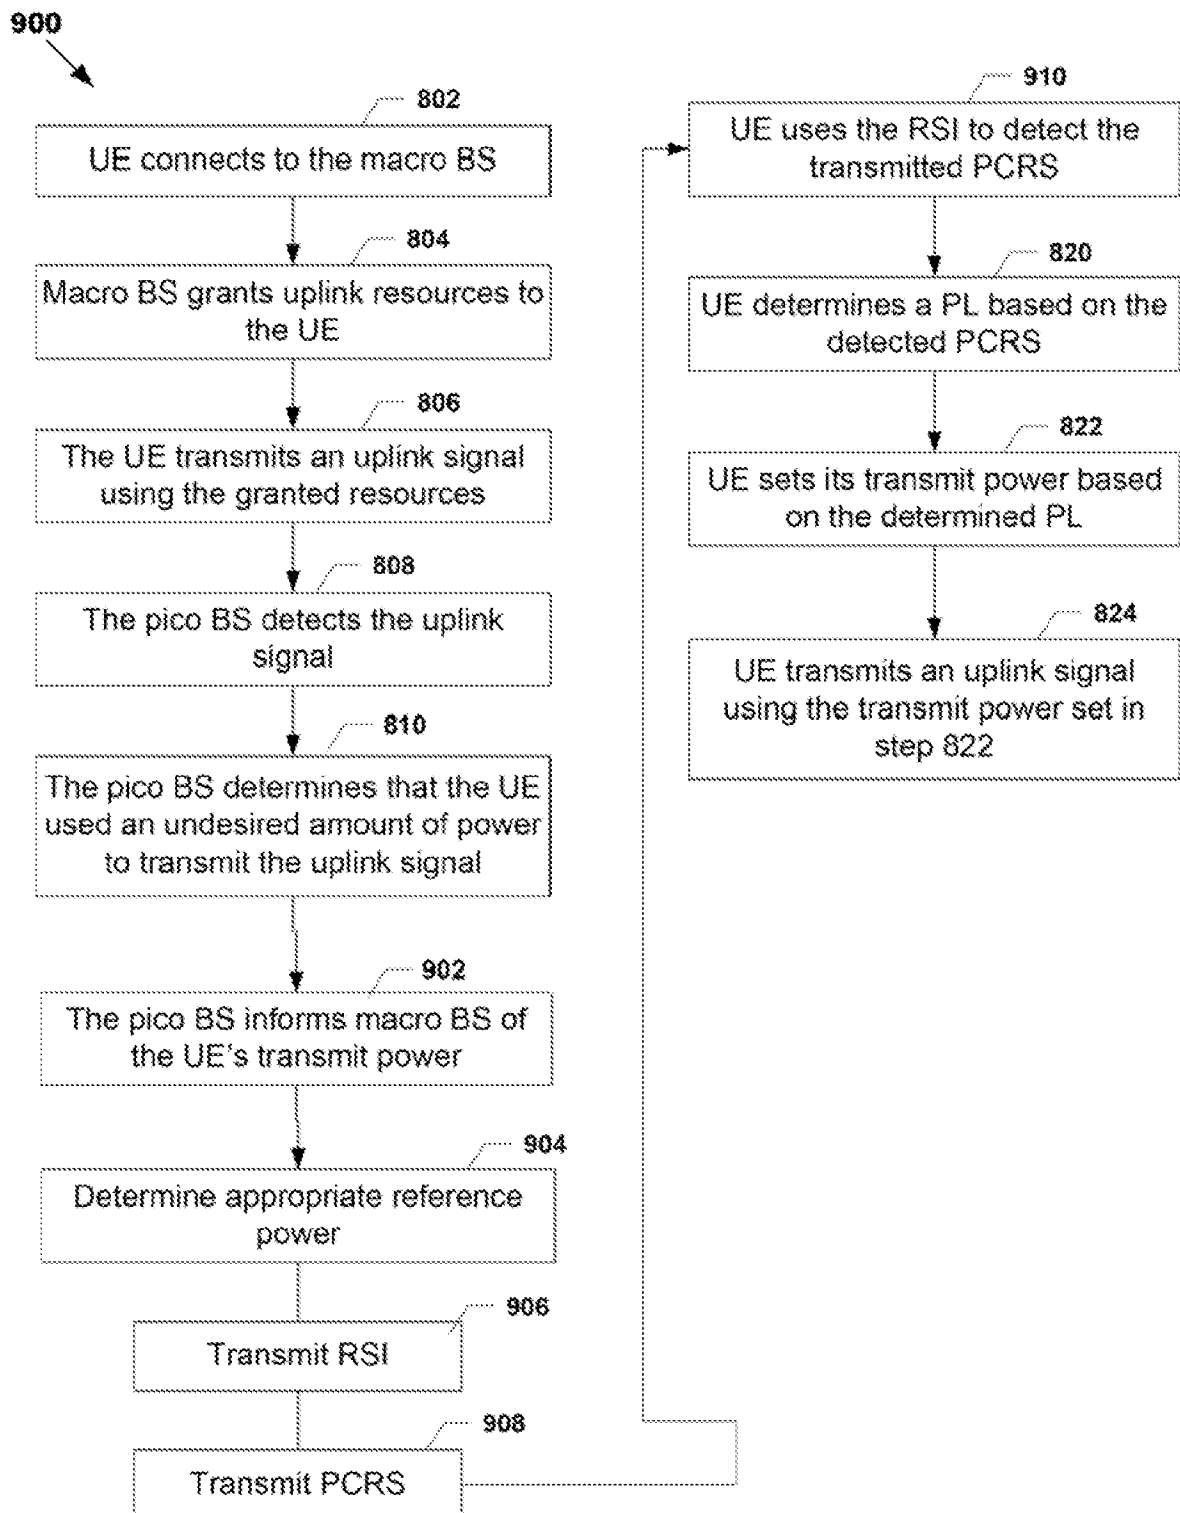 900
802
UE connects to the macro BS
804
Macro BS grants uplink resources to
the UE
806
The UE transmits an uplink signal
using the granted resources
808
The pico BS detects the uplink
signal
810
The pico BS determines that the UE
used an undesired amount of power
to transmit the uplink signal
902
The pico BS informs macro BS of
the UE's transmit power
904
Determine appropriate reference
power
906
Transmit RSI
908
Transmit PCRS
910
UE uses the RSI to detect the
transmitted PCRS
820
UE determines a PL based on the
detected PCRS
822
UE sets its transmit power based
on the determined PL
824
UE transmits an uplink signal
using the transmit power set in
step 822